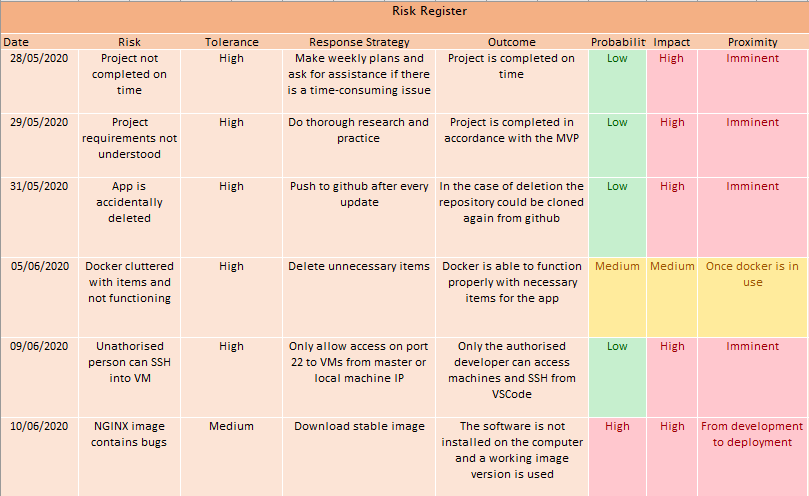 Risk Register
Date Risk Tolerance Response Strategy Outcome Probabilit Impact Proximity
28/05/2020 Project not High Make weekly plans and Project is completed on Low High Imminent
completed on ask for assistance if there time
time is a time-consuming issue
29/05/2020 Project High Do thorough research and Project is completed in Low High Imminent
requirements not practice accordance with the MVP
understood
31/05/2020 App is High Push to github after every In the case of deletion the Low High Imminent
accidentally update repository could be cloned
deleted again from github
05/06/2020 Docker cluttered High Delete unnecessary items Docker is able to function Medium Medium Once docker is in
with items and properly with necessary use
not functioning items for the app
09/06/2020 Unathorised High Only allow access on port Only the authorised Low High Imminent
person can SSH 22 to VMs from master or developer can access
into VM local machine IP machines and SSH from
VSCode
10/06/2020 NGINX image Medium Download stable image The software is not High High From development
contains bugs installed on the computer to deployment
and a working image
version is used